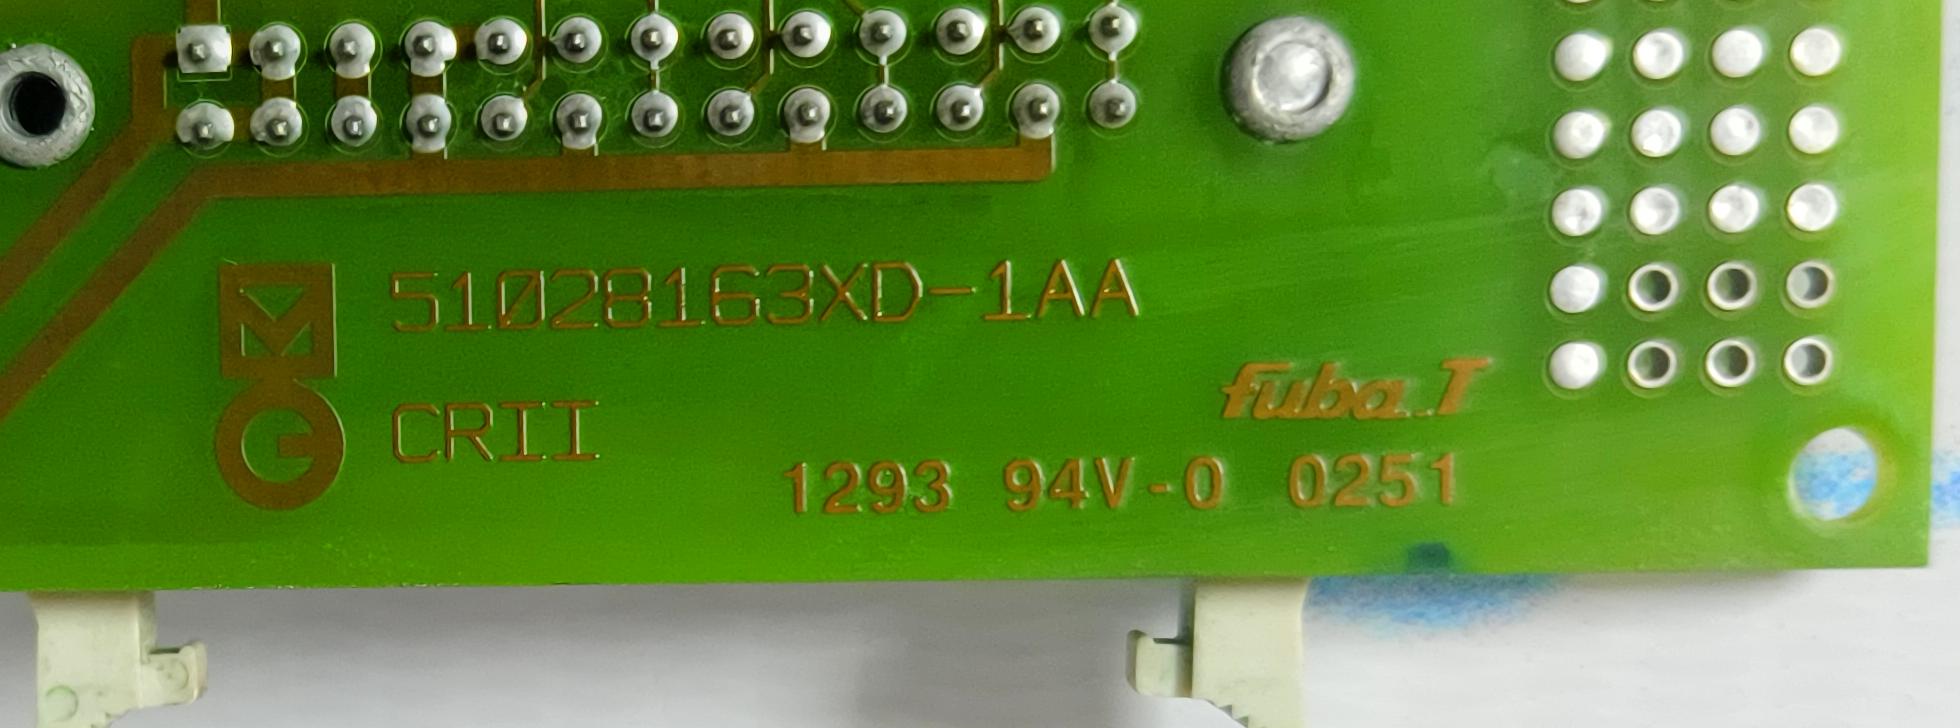 51028163XD-1AA
CRII
fuba.I
1293 94V-0 0251